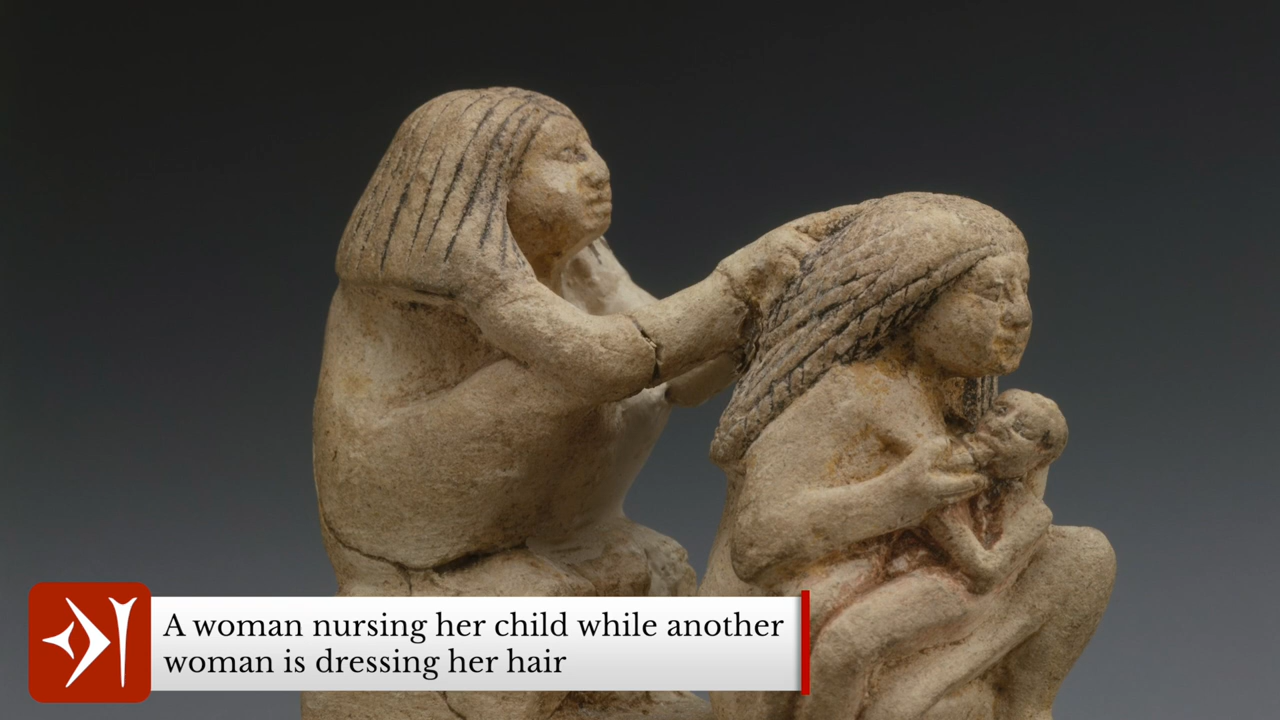 A woman nursing her child while another
woman is dressing her hair